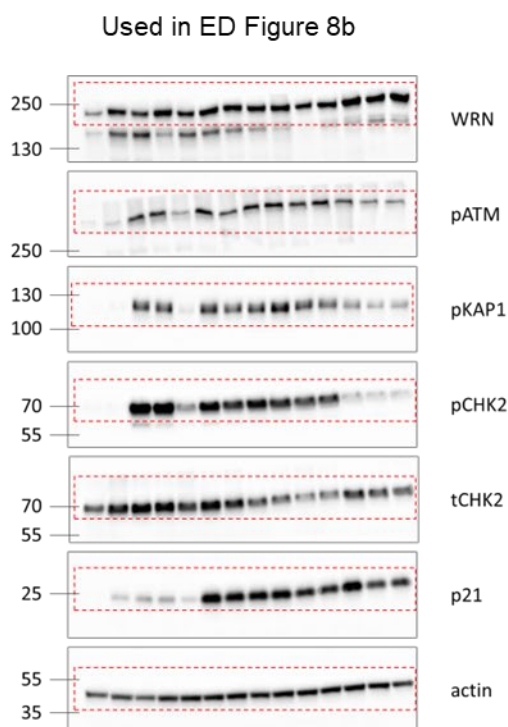 Used in ED Figure 8b
250
WRN
130
pATM
250
130
pKAP1
100
70
pCHK2
55
70
tCHK2
55
25
p21
55
actin
35